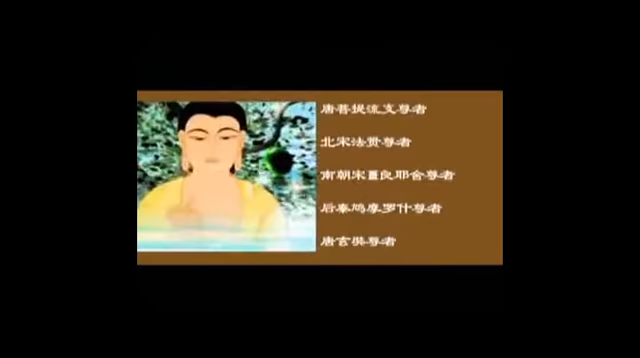 唐菩提流支尊者
北宋法贤尊者
南朝宋畺良耶舍尊者
后秦鸠摩罗什尊者
唐玄奘尊者